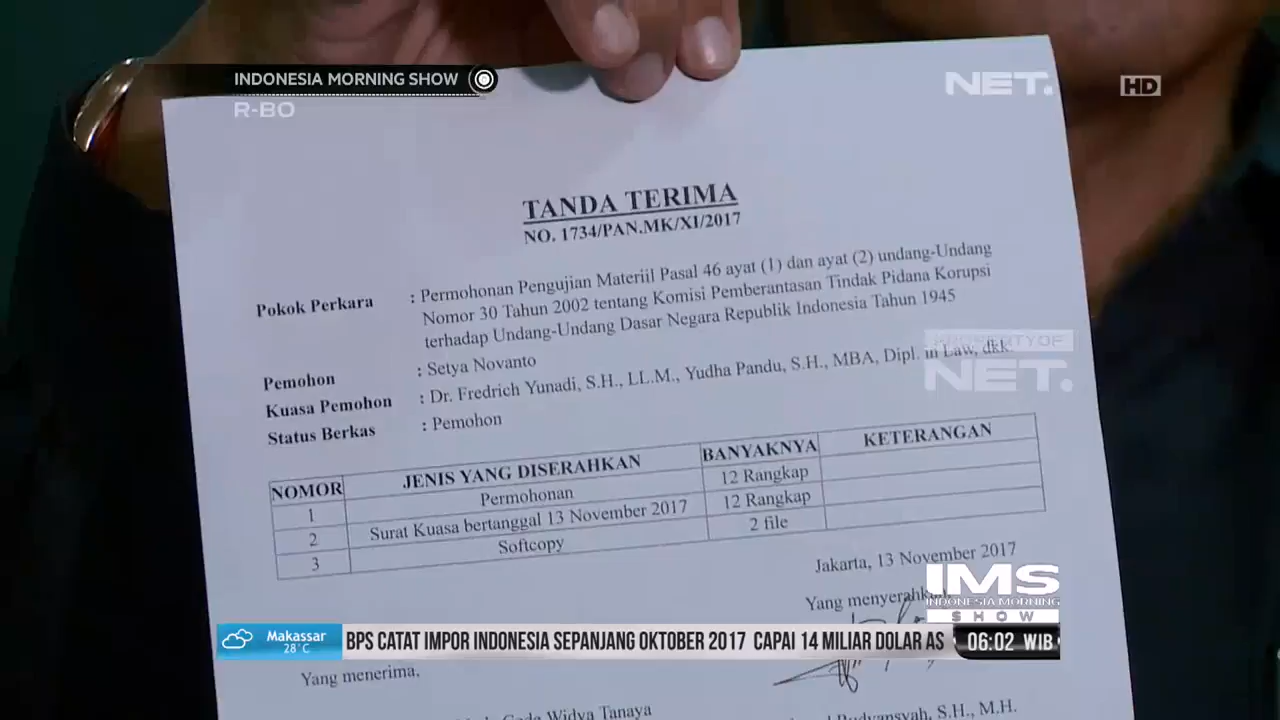 INDONESIA MORNING SHOW
NET.
HD
R-BO
TANDA TERIMA
NO. 1734/PAN.MK/XI/2017
Pokok Perkara : Permohonan Pengujian Materiil Pasal 46 ayat (1) dan ayat (2) undang-Undang
Nomor 30 Tahun 2002 tentang Komisi Pemberantasan Tindak Pidana Korupsi
terhadap Undang-Undang Dasar Negara Republik Indonesia Tahun 1945
Pemohon : Setya Novanto
Kuasa Pemohon : Dr. Fredrich Yunadi, S.H., LL.M., Yudha Pandu, S.H., MBA, Dipl. in Law, dkk.
Status Berkas : Pemohon
PROPERTY OF
NET.
NOMOR JENIS YANG DISERAHKAN BANYAKNYA KETERANGAN
1 Permohonan 12 Rangkap
2 Surat Kuasa bertanggal 13 November 2017 12 Rangkap
3 Softcopy 2 file
Jakarta, 13 November 2017
Yang menyerahkan,
IMS
INDONESIA MORNING
SHOW
Makassar
28°C
BPS CATAT IMPOR INDONESIA SEPANJANG OKTOBER 2017 CAPAI 14 MILIAR DOLAR AS
06:02 WIB
Yang menerima,
Gede Widya Tanaya
Rudyansyah, S.H., M.H.